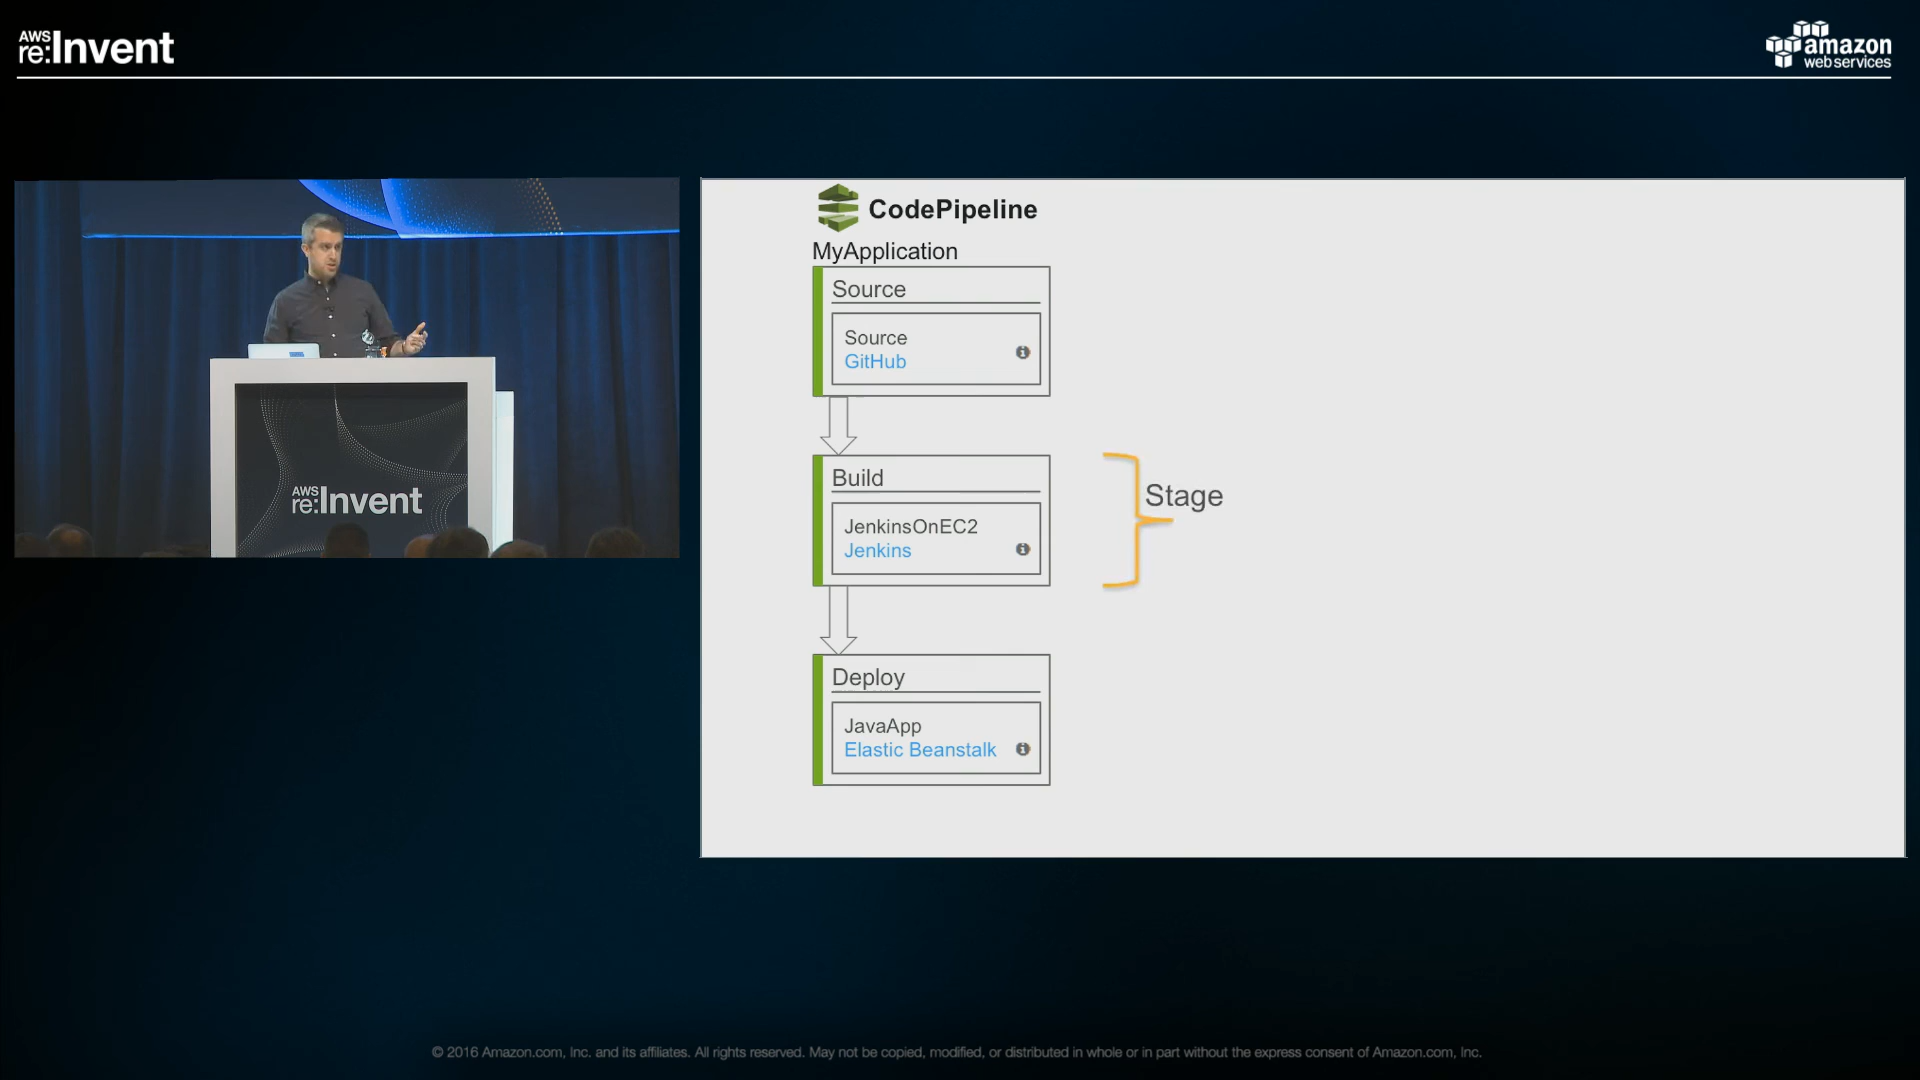 AWS
re:Invent
amazon
web services
AWS
re:Invent
CodePipeline
MyApplication
Source
Source
GitHub
Build
JenkinsOnEC2
Jenkins
Stage
Deploy
JavaApp
Elastic Beanstalk
© 2016 Amazon.com, Inc. and its affiliates. All rights reserved. May not be copied, modified, or distributed in whole or in part without the express consent of Amazon.com, Inc.